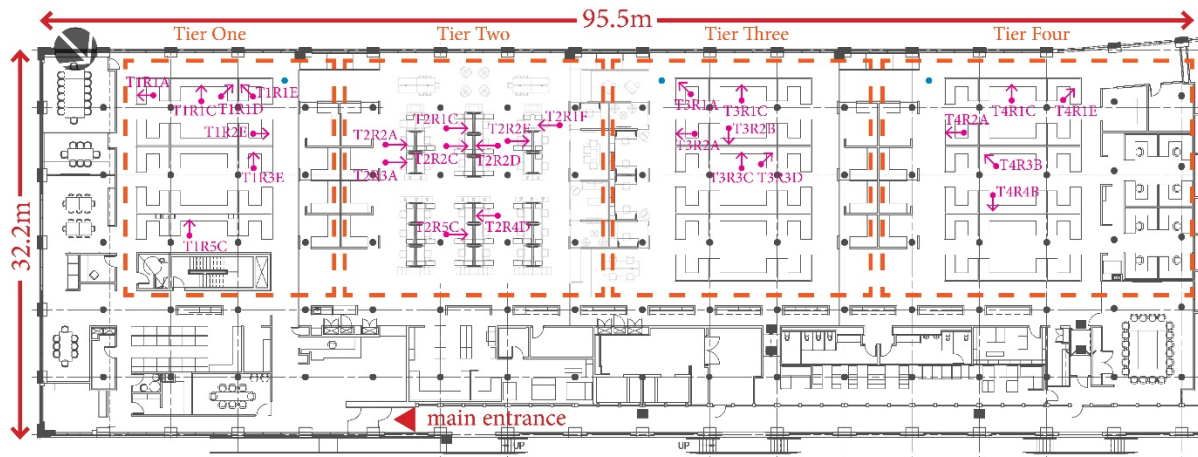 95.5m
Tier One
Tier Two
Tier Three
Tier Four
32.2m
T1R1A
T1R1C
T1R1D
T1R1E
T1R2E
T1R3E
T1R5C
T2R1C
T2R2E
T2R1F
T2R2A
T2R2C
T2R2D
T2R3A
T2R5C
T2R4D
T3R1A
T3R1C
T3R2B
T3R2A
T3R3C
T3R3D
T4R1C
T4R1E
T4R2A
T4R3B
T4R4B
main entrance
UP
UP